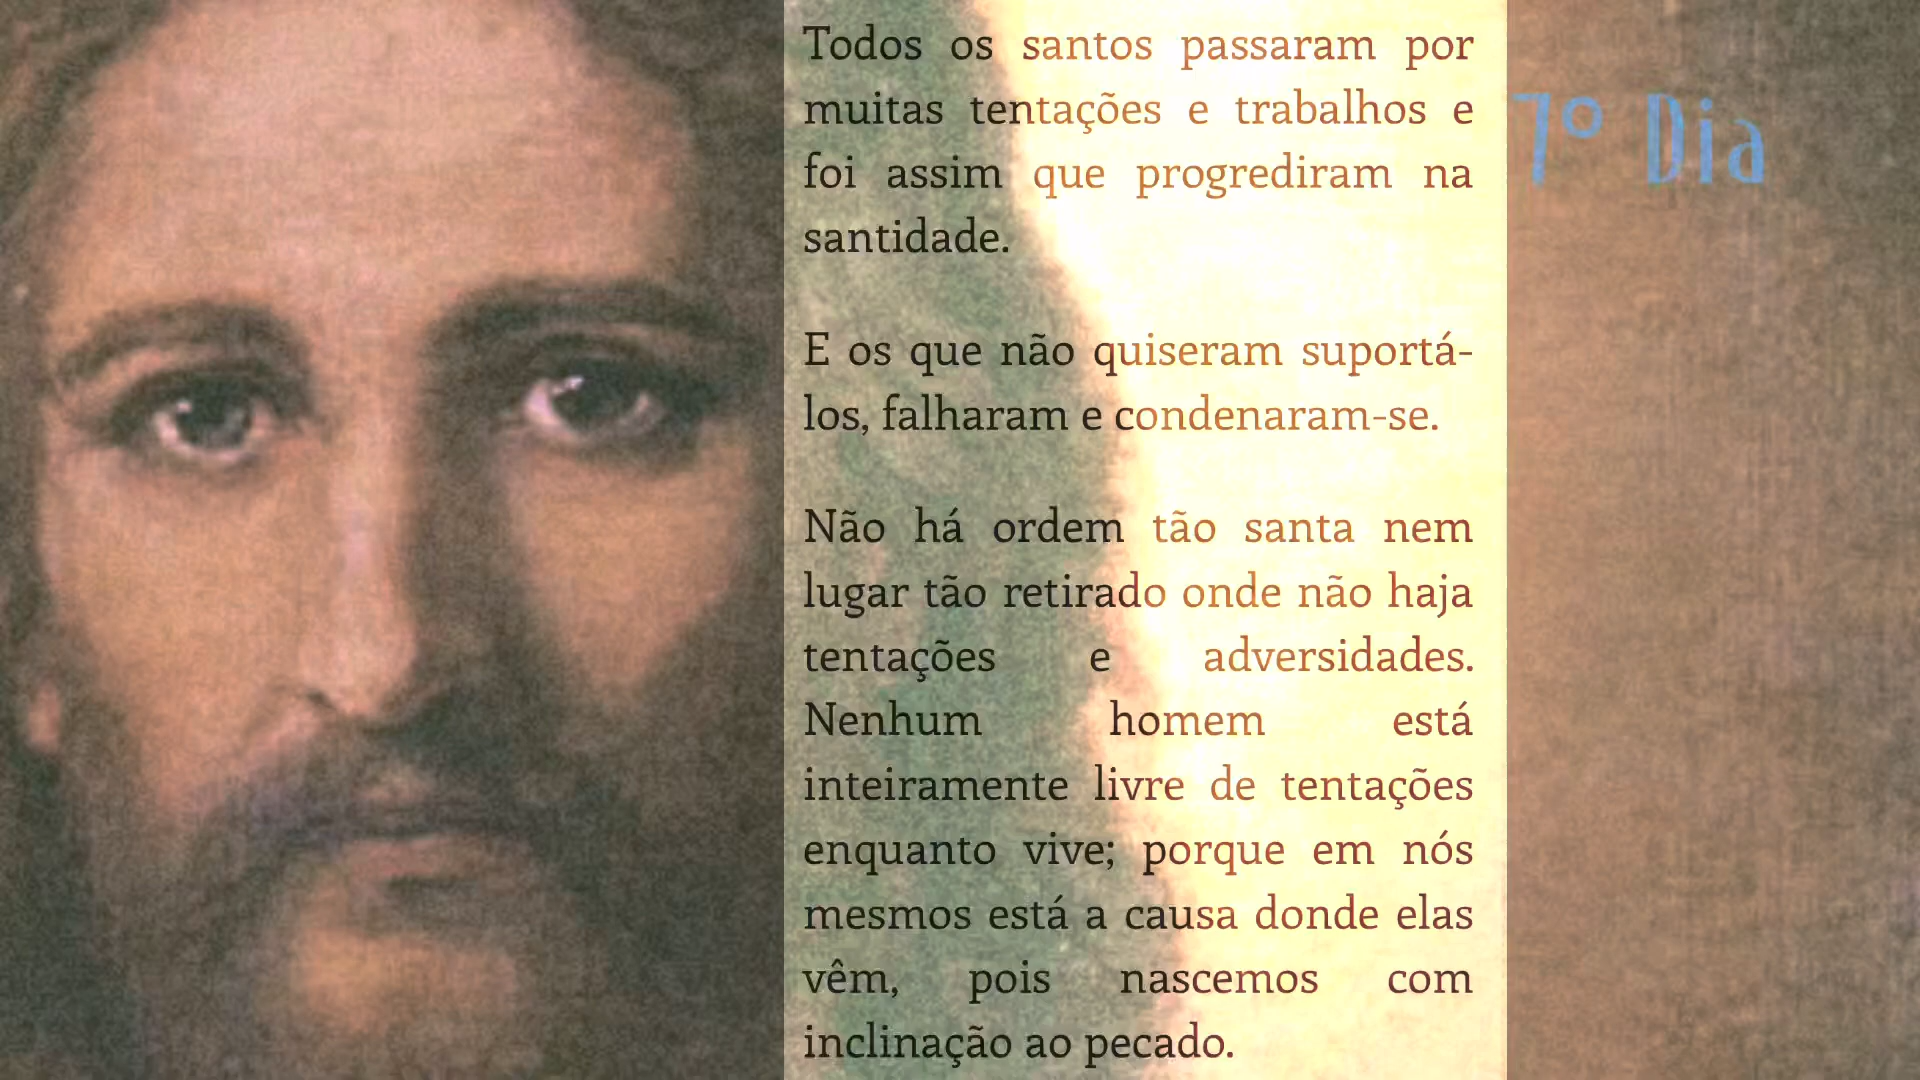 Todos os santos passaram por
muitas tentações e trabalhos e
foi assim que progrediram na
santidade.
E os que não quiseram suportá-
los, falharam e condenaram-se.
Não há ordem tão santa nem
lugar tão retirado onde não haja
tentações e adversidades.
Nenhum homem está
inteiramente livre de tentações
enquanto vive; porque em nós
mesmos está a causa donde elas
vêm, pois nascemos com
inclinação ao pecado.
7º Dia